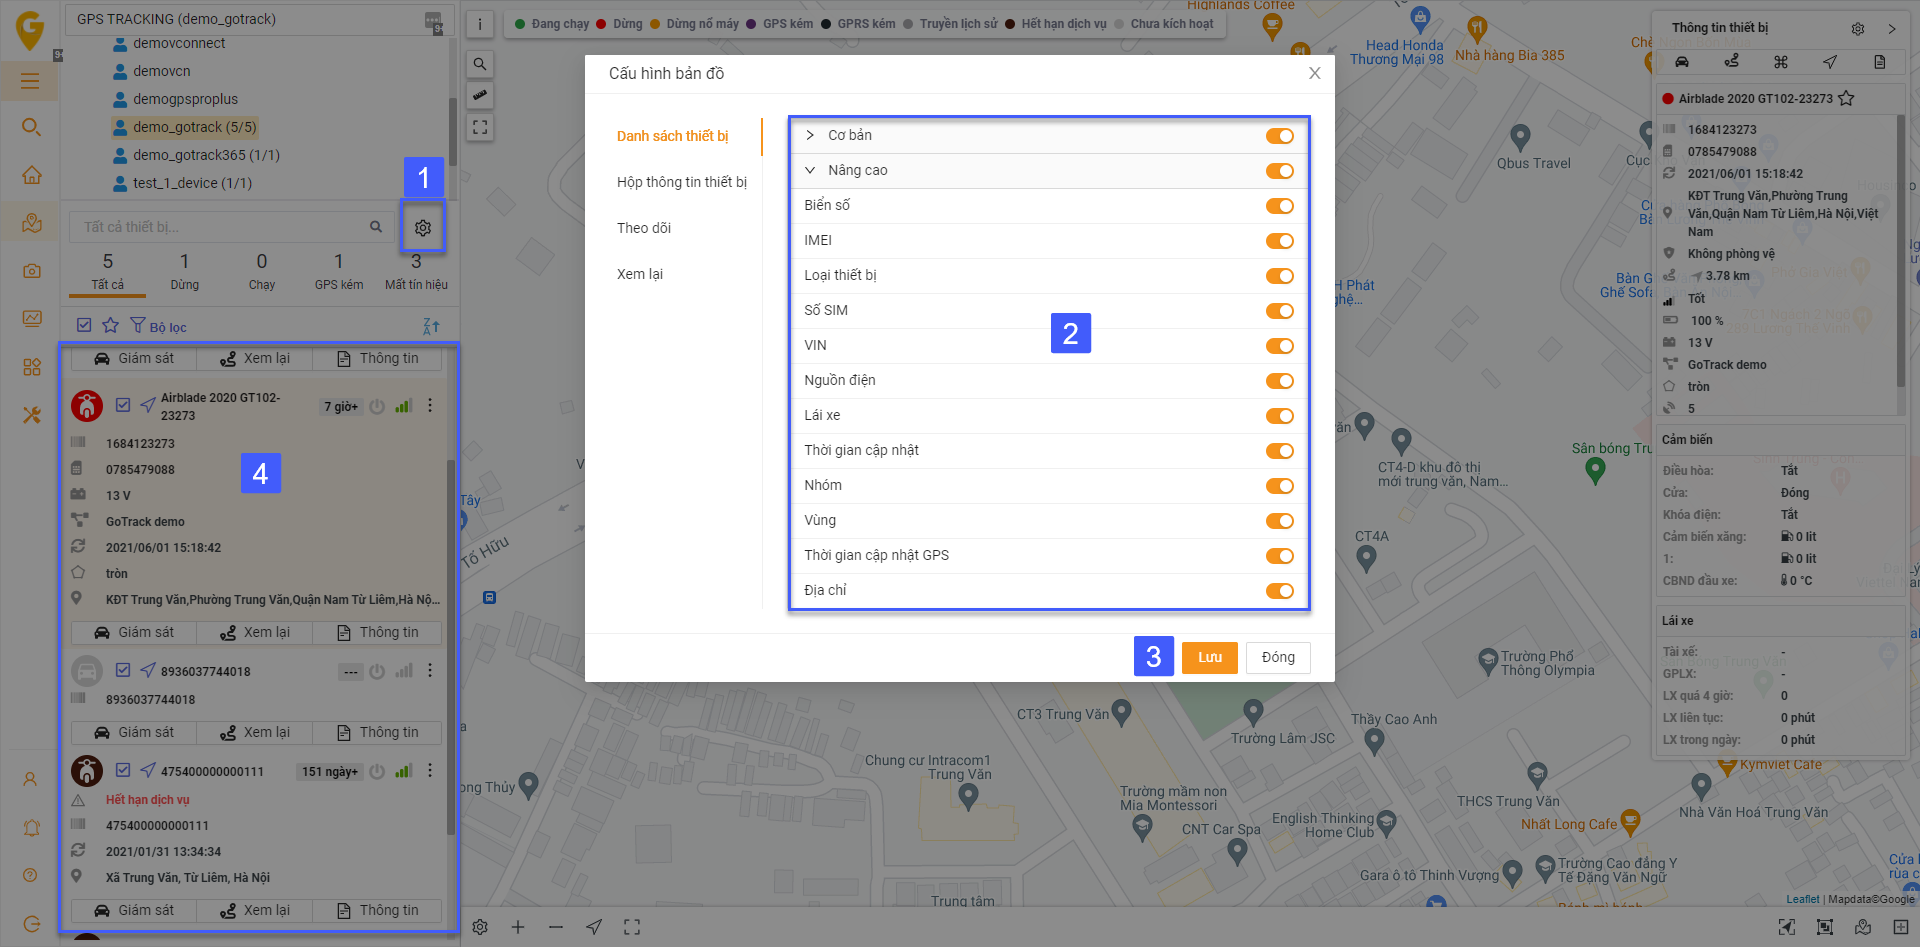 GPS TRACKING (demo_gotrack)
demovconnect
demovcn
demogpsproplus
demo_gotrack (5/5)
demo_gotrack365 (1/1)
test_1_device (1/1)
1
Tất cả thiết bị...
5
1
0
1
3
Tất cả
Dừng
Chạy
GPS kém
Mất tín hiệu
Bộ lọc
Giám sát
Xem lại
Thông tin
Airblade 2020 GT102-
23273
7 giờ+
1684123273
0785479088
4
13 V
GoTrack demo
2021/06/01 15:18:42
tròn
KĐT Trung Văn,Phường Trung Văn,Quận Nam Từ Liêm,Hà Nộ...
Giám sát
Xem lại
Thông tin
8936037744018
---
8936037744018
Giám sát
Xem lại
Thông tin
475400000000111
151 ngày+
Hết hạn dịch vụ
475400000000111
2021/01/31 13:34:34
Xã Trung Văn, Từ Liêm, Hà Nội
Giám sát
Xem lại
Thông tin
i
Đang chạy
Dừng
Dừng nổ máy
GPS kém
GPRS kém
Truyền lịch sử
Hết hạn dịch vụ
Chưa kích hoạt
Highlands Coffee
Head Honda
Thương Mại 98
Nhà hàng Bia 385
Qbus Travel
Cấu hình bản đồ
Danh sách thiết bị
Hộp thông tin thiết bị
Theo dõi
Xem lại
Cơ bản
Nâng cao
Biển số
IMEI
Loại thiết bị
Số SIM
VIN
2
Nguồn điện
Lái xe
Thời gian cập nhật
Nhóm
Vùng
Thời gian cập nhật GPS
Địa chỉ
3
Lưu
Đóng
Tây
Tố Hữu
Sân bóng Tru
CT4-D khu đô thị
mới trung văn, Nam...
CT4A
Trường Phổ
Thông Olympia
CT3 Trung Văn
Trường Lâm JSC
Thầy Cao Anh
Chung cư Intracom1
Trung Văn
ong Thủy
Trường mầm non
Mia Montessori
CNT Car Spa
English Thinking
Home Club
THCS Trung Văn
Nhất Long Cafe
Kymviet Cafe
Nhà Văn Hoá Trung Văn
Trường Cao đẳng Y
Tế Đặng Văn Ngữ
Gara ô tô Thinh Vượng
Trung tâm
Cửa l
rùa c
Leaflet | Mapdata©Google
Thông tin thiết bị
Airblade 2020 GT102-23273
1684123273
0785479088
2021/06/01 15:18:42
KĐT Trung Văn,Phường Trung
Văn,Quận Nam Từ Liêm,Hà Nội,Việt
Nam
Không phòng vệ
3.78 km
Tốt
100 %
13 V
GoTrack demo
tròn
5
Cảm biến
Điều hòa: Tắt
Cửa: Đóng
Khóa điện: Tắt
Cảm biến xăng: 0 lit
1: 0 lit
CBND đầu xe: 0 °C
Lái xe
Tài xế: -
GPLX: -
LX quá 4 giờ: 0
LX liên tục: 0 phút
LX trong ngày: 0 phút